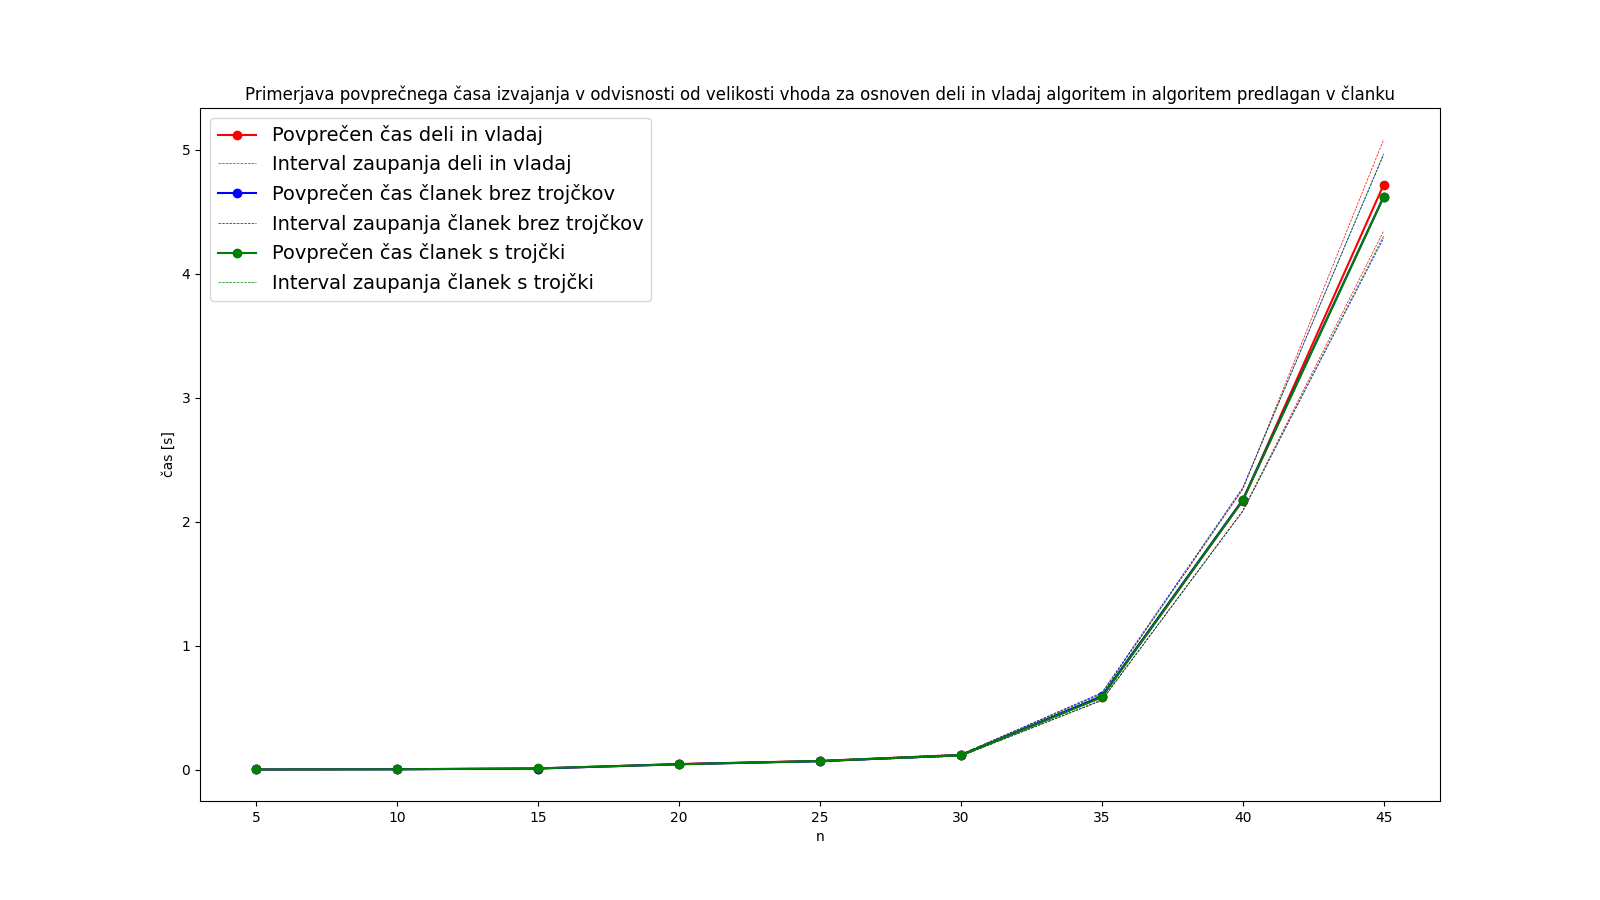 Primerjava povprečnega časa izvajanja v odvisnosti od velikosti vhoda za osnoven deli in vladaj algoritem in algoritem predlagan v članku
Povprečen čas deli in vladaj
Interval zaupanja deli in vladaj
Povprečen čas članek brez trojčkov
Interval zaupanja članek brez trojčkov
Povprečen čas članek s trojčki
Interval zaupanja članek s trojčki
5
4
3
2
1
0
čas [s]
5 10 15 20 25 30 35 40 45
n